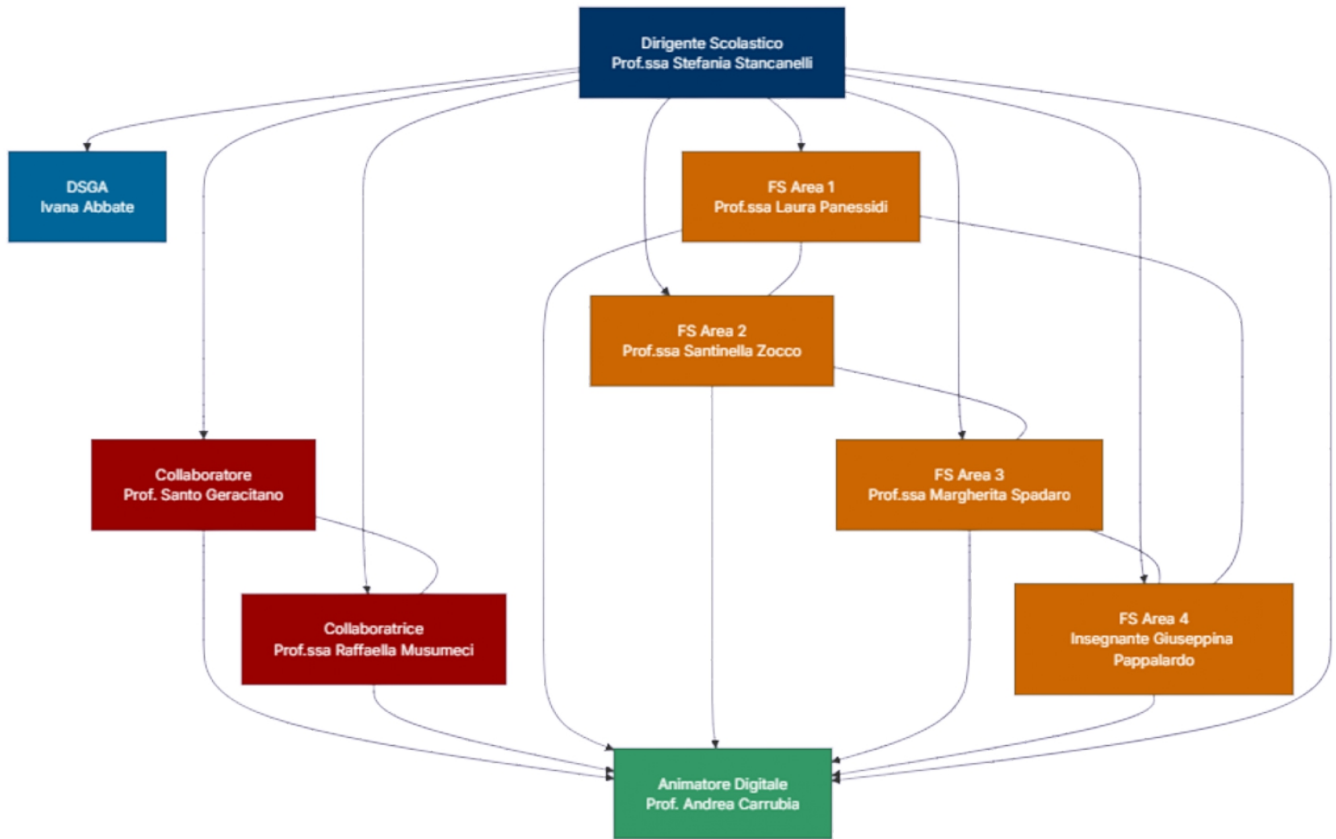 Dirigente Scolastico
Prof.ssa Stefania Stancanelli
DSGA
Ivana Abbate
FS Area 1
Prof.ssa Laura Panessidi
FS Area 2
Prof.ssa Santinella Zocco
Collaboratore
Prof. Santo Geracitano
FS Area 3
Prof.ssa Margherita Spadaro
Collaboratrice
Prof.ssa Raffaella Musumeci
FS Area 4
Insegnante Giuseppina
Pappalardo
Animatore Digitale
Prof. Andrea Carrubia